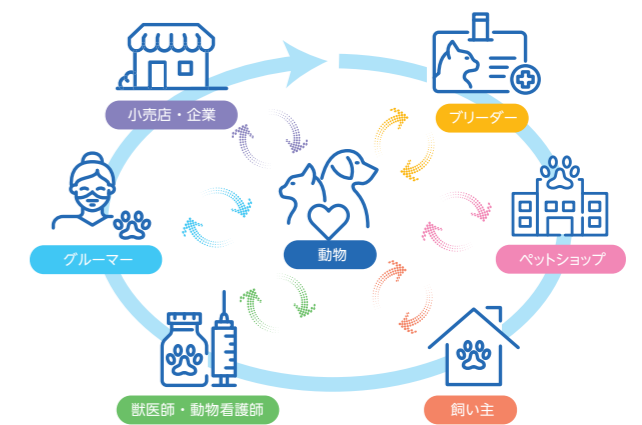 小売店・企業
ブリーダー
グルーマー
動物
ペットショップ
獣医師・動物看護師
飼い主